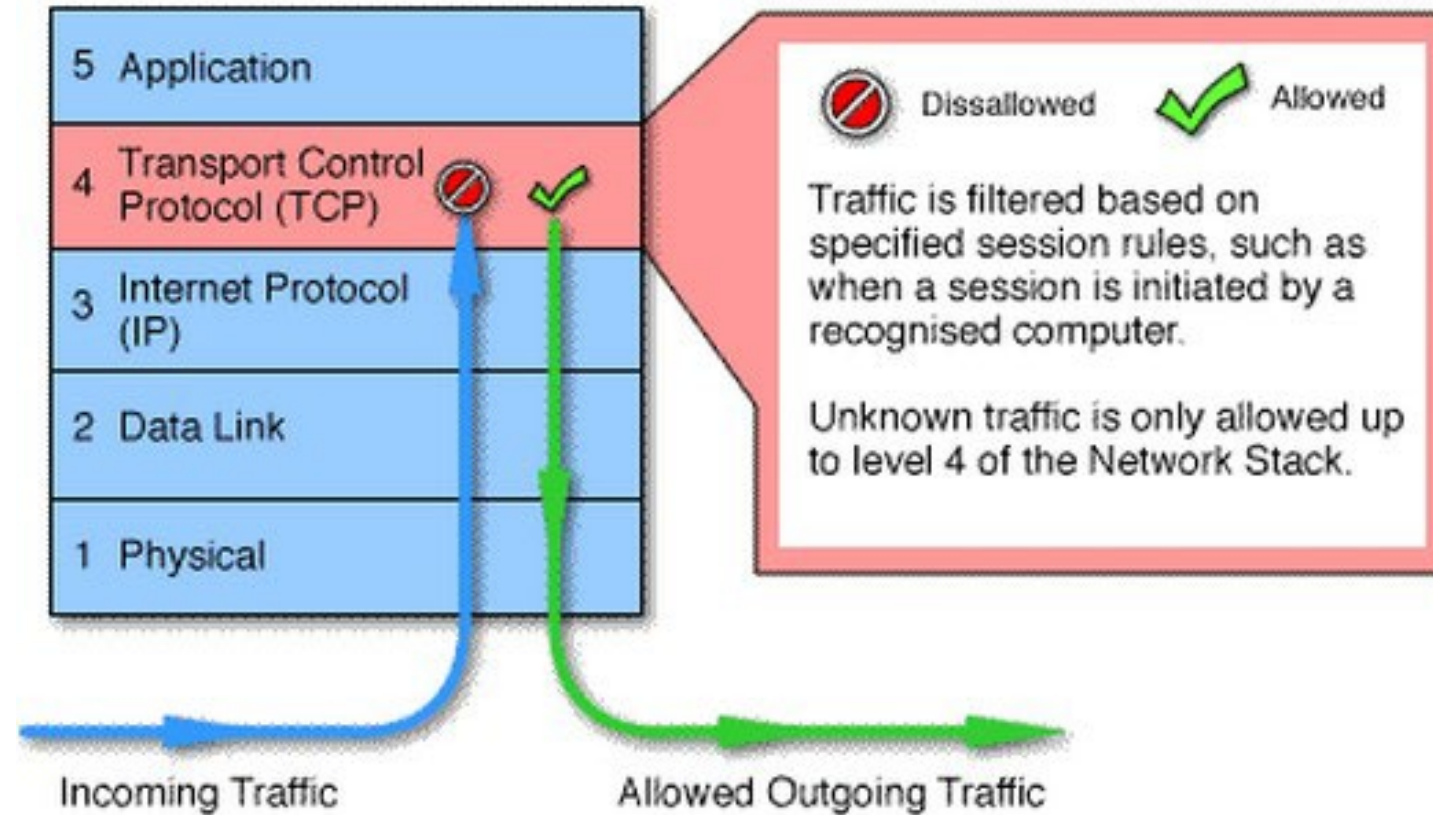 5 Application
4 Transport Control
Protocol (TCP)
3 Internet Protocol
(IP)
2 Data Link
1 Physical
Incoming Traffic
Allowed Outgoing Traffic
Dissallowed
Allowed
Traffic is filtered based on
specified session rules, such as
when a session is initiated by a
recognised computer.
Unknown traffic is only allowed up
to level 4 of the Network Stack.